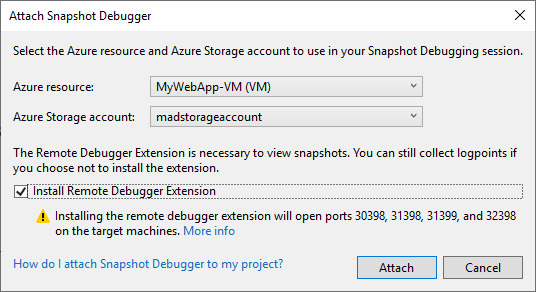 Attach Snapshot Debugger
Select the Azure resource and Azure Storage account to use in your Snapshot Debugging session.
Azure resource: MyWebApp-VM (VM)
Azure Storage account: madstorageaccount
The Remote Debugger Extension is necessary to view snapshots. You can still collect logpoints if
you choose not to install the extension.
Install Remote Debugger Extension
Installing the remote debugger extension will open ports 30398, 31398, 31399, and 32398
on the target machines. More info
How do I attach Snapshot Debugger to my project?
Attach Cancel